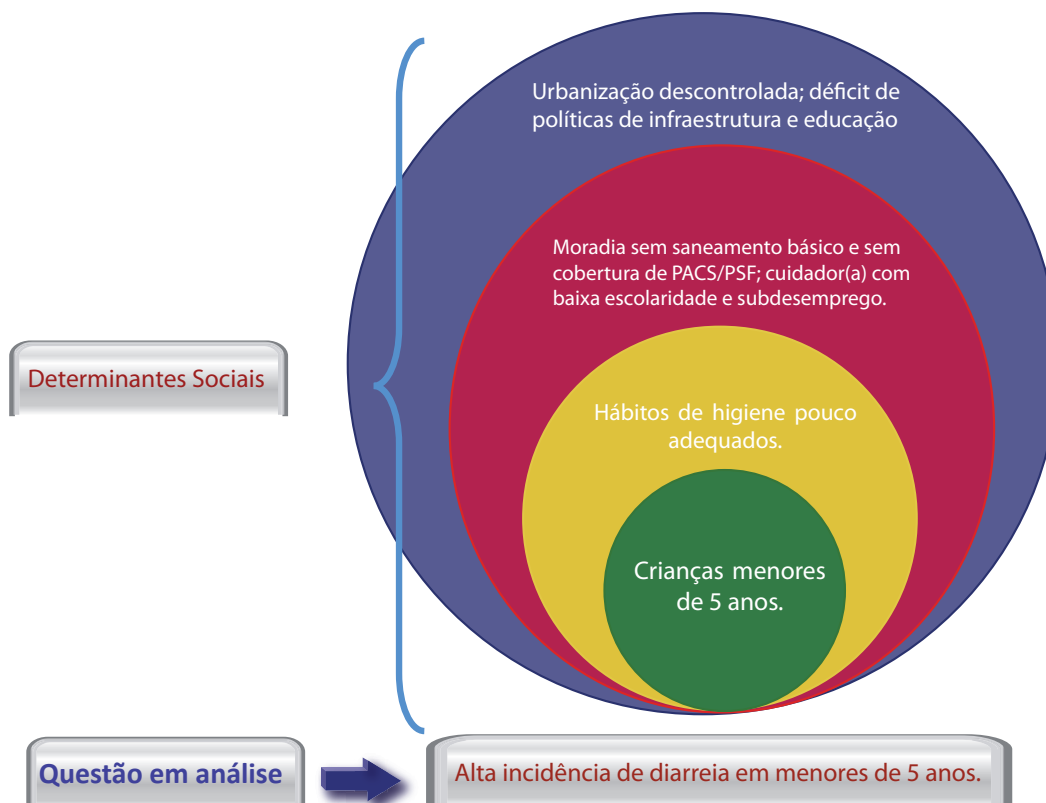 Urbanização descontrolada; déficit de
políticas de infraestrutura e educação
Moradia sem saneamento básico e sem
cobertura de PACS/PSF; cuidador(a) com
baixa escolaridade e subdesemprego.
Determinantes Sociais
Hábitos de higiene pouco
adequados.
Crianças menores
de 5 anos.
Questão em análise
Alta incidência de diarreia em menores de 5 anos.